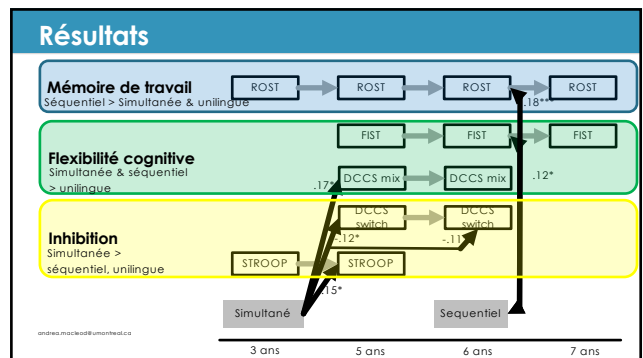 Résultats
Mémoire de travail
Séquentiel > Simultanée & unilingue
ROST ROST ROST ROST
.18**
FIST FIST FIST
Flexibilité cognitive
Simultanée & séquentiel
> unilingue
DCCS mix DCCS mix
.17*
.12*
DCCS
switch
DCCS
switch
-.12*
-.11*
Inhibition
Simultanée >
séquentiel, unilingue
STROOP STROOP
.15*
Simultané Sequentiel
andrea.macleod@umontreal.ca
3 ans 5 ans 6 ans 7 ans